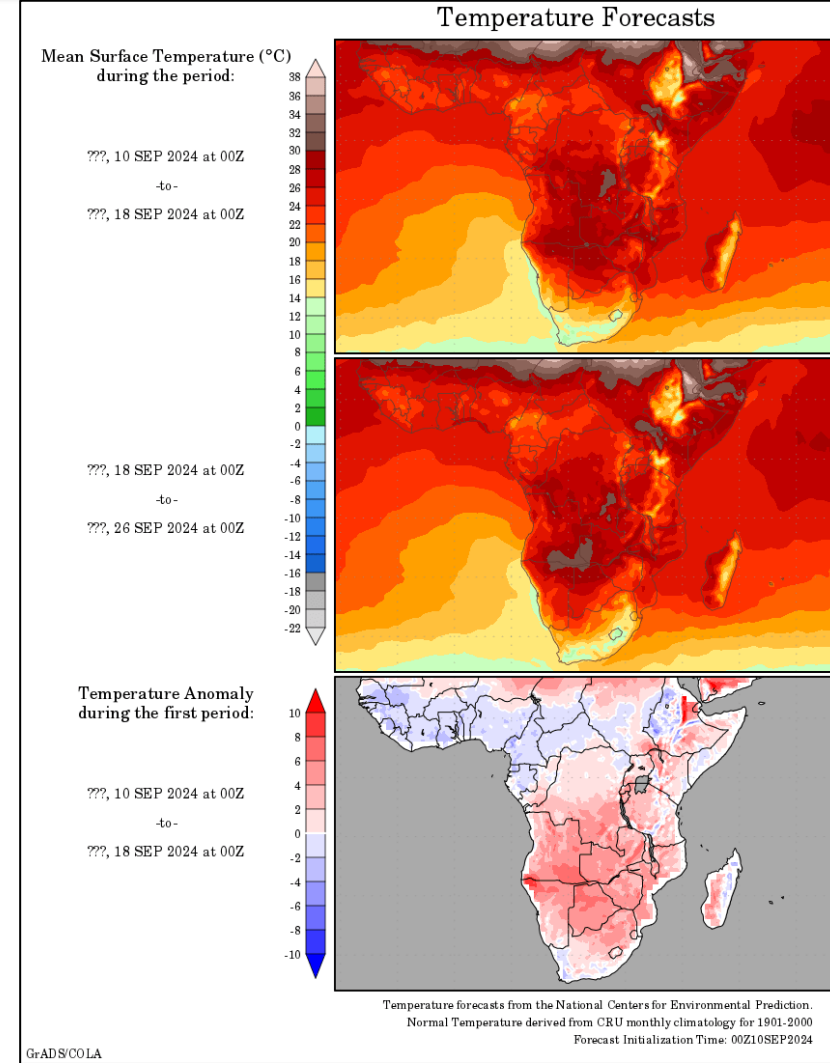 Temperature Forecasts
Mean Surface Temperature (°C)
during the period:
???, 10 SEP 2024 at 00Z
-to-
???, 18 SEP 2024 at 00Z
38
36
34
32
30
28
26
24
22
20
18
16
14
12
10
8
6
4
2
0
-2
-4
-6
-8
-10
-12
-14
-16
-18
-20
-22
???, 18 SEP 2024 at 00Z
-to-
???, 26 SEP 2024 at 00Z
Temperature Anomaly
during the first period:
???, 10 SEP 2024 at 00Z
-to-
???, 18 SEP 2024 at 00Z
10
8
6
4
2
0
-2
-4
-6
-8
-10
Temperature forecasts from the National Centers for Environmental Prediction.
Normal Temperature derived from CRU monthly climatology for 1901-2000
Forecast Initialization Time: 00Z10SEP2024
GrADS/COLA